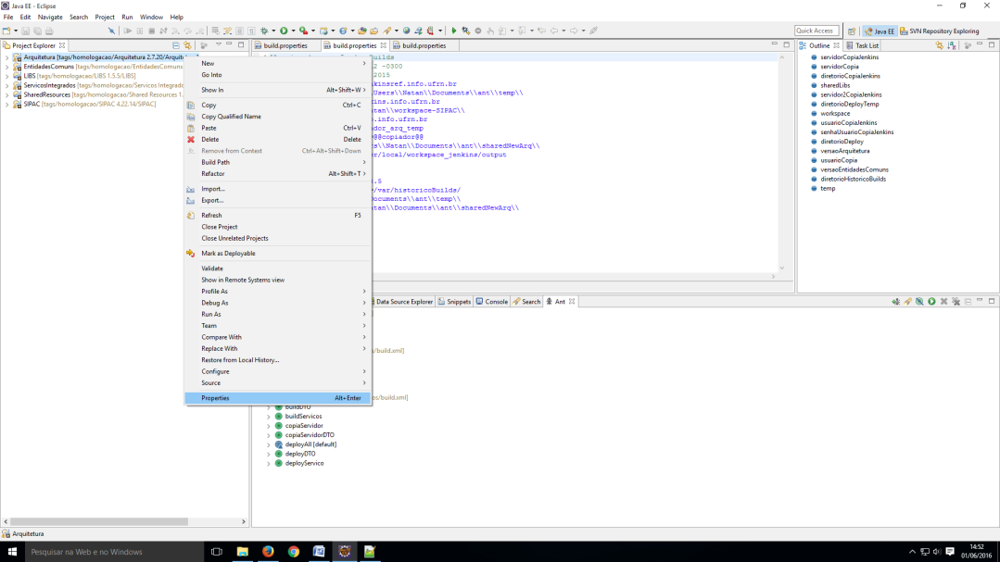 Java EE - Eclipse
File Edit Navigate Search Project Run Window Help
Quick Access
Java EE
SVN Repository Exploring
Project Explorer
Arquitetura [tags/homologacao/Arquitetura 2.7.20/Arquit
EntidadesComuns [tags/homologacao/EntidadesComuns
LIBS [tags/homologacao/LIBS 1.5.5/LIBS]
ServicosIntegrados [tags/homologacao/Servicos Integrado
SharedResources [tags/homologacao/Shared Resources 1.
SIPAC [tags/homologacao/SIPAC 4.22.14/SIPAC]
New
Go Into
Show In Alt+Shift+W
Copy Ctrl+C
Copy Qualified Name
Paste Ctrl+V
Delete Delete
Remove from Context Ctrl+Alt+Shift+Down
Build Path
Refactor Alt+Shift+T
Import...
Export...
Refresh F5
Close Project
Close Unrelated Projects
Mark as Deployable
Validate
Show in Remote Systems view
Profile As
Debug As
Run As
Team
Compare With
Replace With
Restore from Local History...
Configure
Source
Properties Alt+Enter
build.properties
build.properties
build.properties
Builds
2 -0300
2015
kinsref.info.ufrn.br
Users\\Natan\\Documents\\ant\\temp\\
ins.info.ufrn.br
tan\\workspace-SIPAC\\
.info.ufrn.br
ador_arq_temp
@@copiador@@
s\\Natan\\Documents\\ant\\sharedNewArq\\
r/local/workspace_jenkins/output
.5
/var/historicoBuilds/
Documents\\ant\\temp\\
tan\\Documents\\ant\\sharedNewArq\\
Outline
Task List
servidorCopiaJenkins
servidorCopia
diretorioCopiaJenkins
sharedLibs
servidor2CopiaJenkins
diretorioDeployTemp
workspace
usuarioCopiaJenkins
senhaUsuarioCopiaJenkins
diretorioDeploy
versaoArquitetura
usuarioCopia
versaoEntidadesComuns
diretorioHistoricoBuilds
temp
Data Source Explorer
Snippets
Console
Search
Ant
s/build.xml]
os/build.xml]
buildDTO
buildServicos
copiaServidor
copiaServidorDTO
deployAll [default]
deployDTO
deployServico
Arquitetura
Pesquisar na Web e no Windows
14:52
01/06/2016